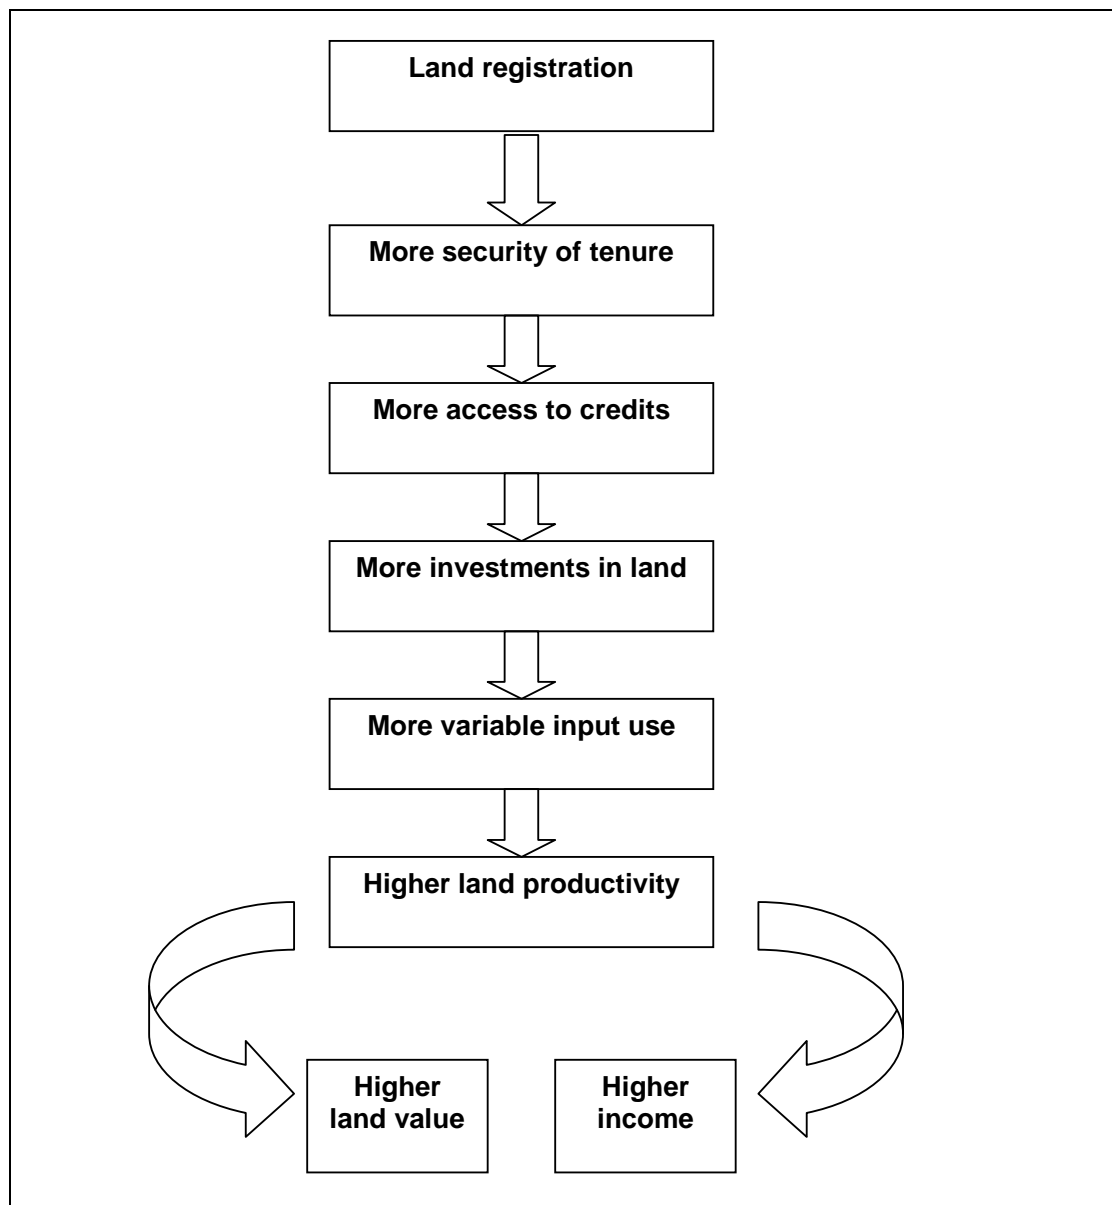 Land registration
More security of tenure
More access to credits
More investments in land
More variable input use
Higher land productivity
Higher
land value
Higher
income